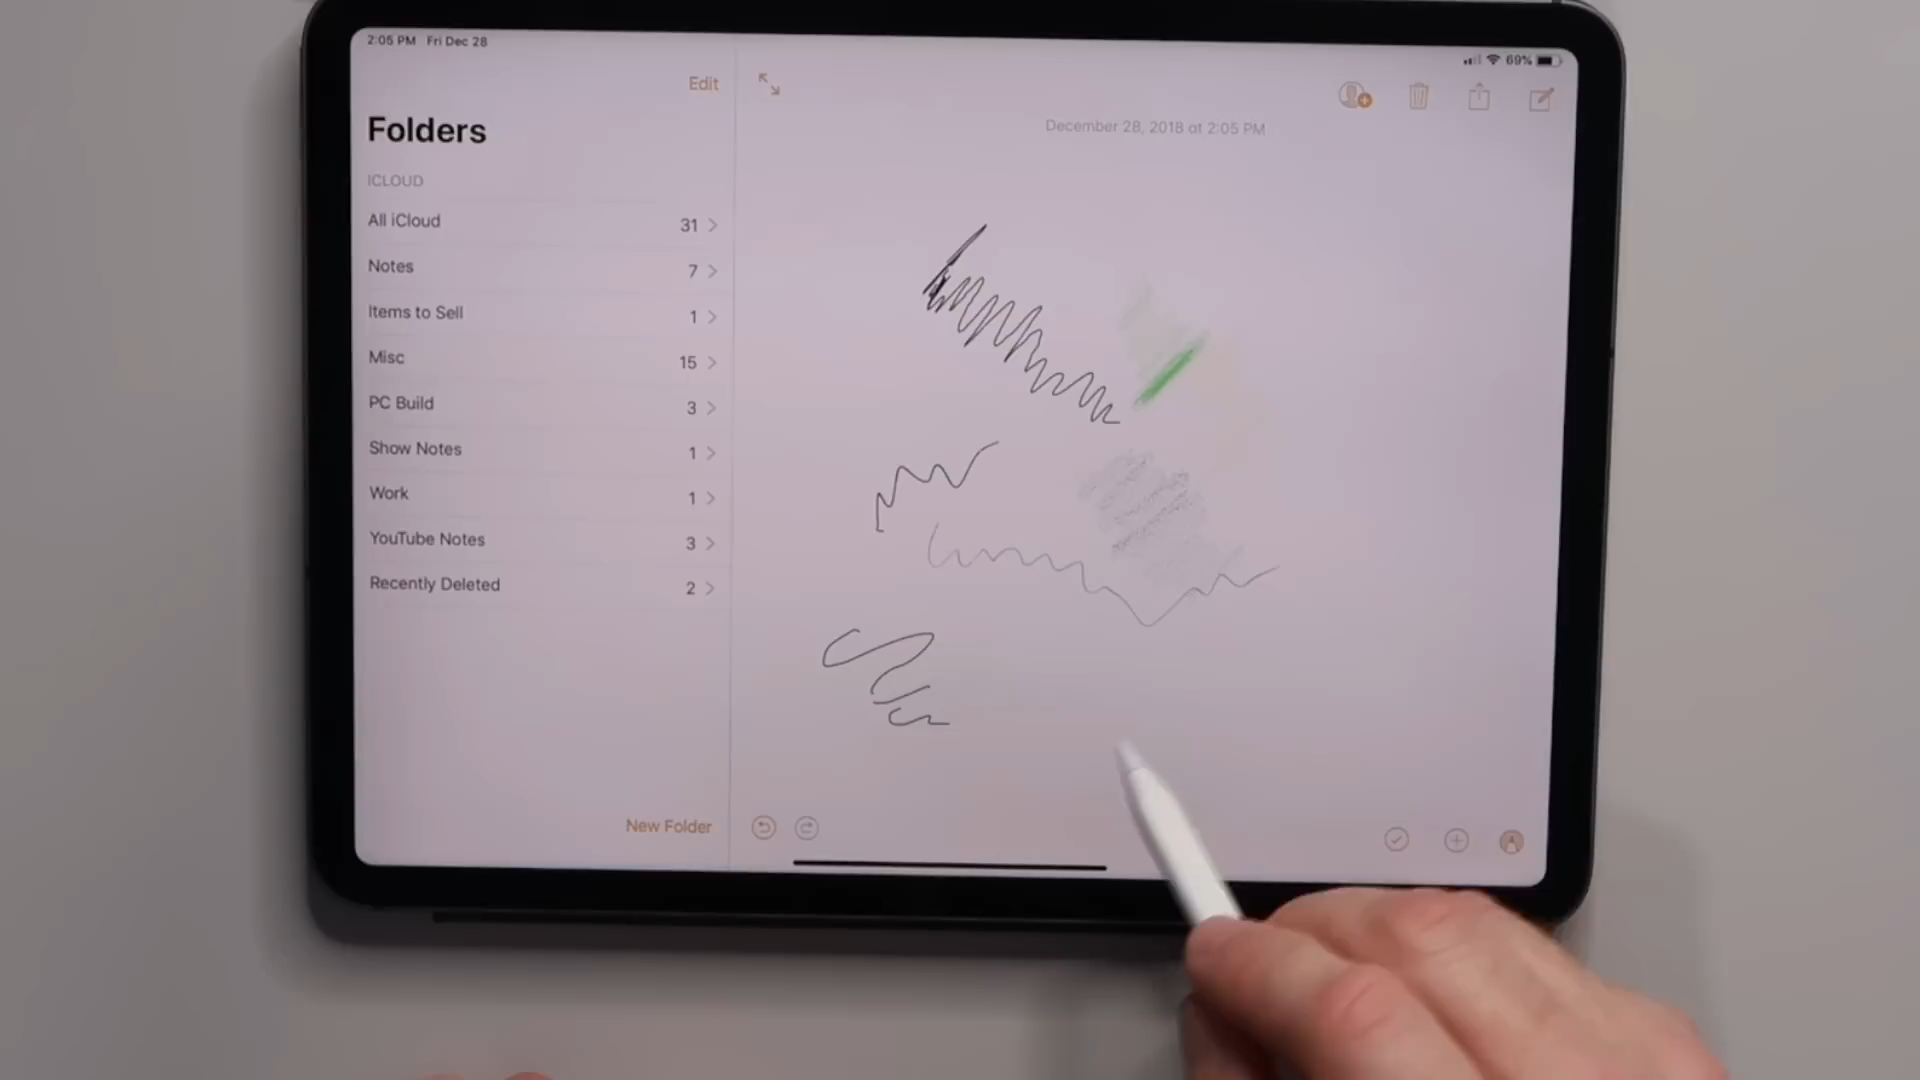 2:05 PM Fri Dec 28
69%
Edit
Folders
December 28, 2018 at 2:05 PM
ICLOUD
All iCloud 31
Notes 7
Items to Sell 1
Misc 15
PC Build 3
Show Notes 1
Work 1
YouTube Notes 3
Recently Deleted 2
New Folder